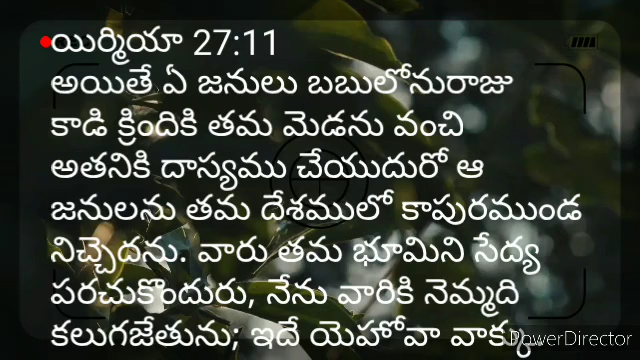 యిర్మియా 27:11
అయితే ఏ జనులు బబులోనురాజు
కాడి క్రిందికి తమ మెడను వంచి
అతనికి దాస్యము చేయుదురో ఆ
జనులను తమ దేశములో కాపురముండ
నిచ్చెదను. వారు తమ భూమిని సేద్య
పరచుకొందురు, నేను వారికి నెమ్మది
కలుగజేతును; ఇదే యెహోవా వాక్కు
PowerDirector